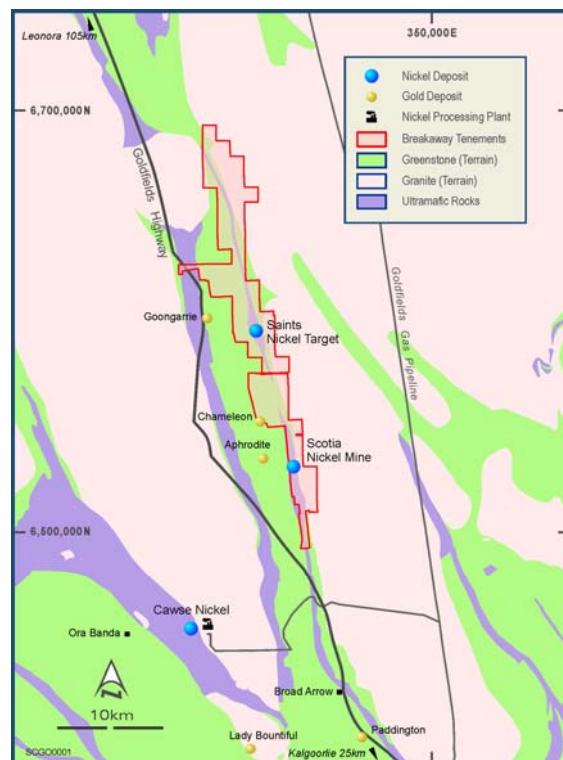 Leonora 105km
350,000E
Nickel Deposit
Gold Deposit
Nickel Processing Plant
Breakaway Tenements
Greenstone (Terrain)
Granite (Terrain)
Ultramafic Rocks
6,700,000N
Goldfields Highway
Goldfields Gas Pipeline
Goongarrie
Saints
Nickel Target
Chameleon
Aphrodite
Scotia
Nickel Mine
6,500,000N
Cawse Nickel
Ora Banda
N
10km
Broad Arrow
Lady Bountiful
Paddington
Kalgoorlie 25km
SCGO0001